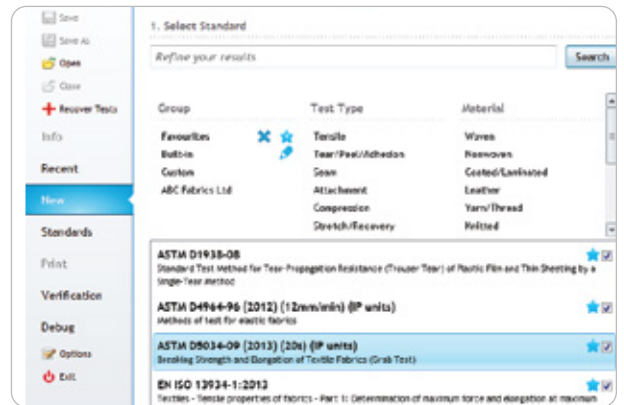 Save
Save As
Open
Close
Recover Tests
Info
Recent
New
Standards
Print
Verification
Debug
Options
Exit
1. Select Standard
Refine your results
Search
Group
Favourites
Built-in
Custom
ABC Fabrics Ltd
Test Type
Tensile
Tear/Peel/Adhesion
Seam
Attachment
Compression
Stretch/Recovery
Material
Woven
Nonwoven
Coated/Laminated
Leather
Yarn/Thread
Knitted
ASTM D1938-08
Standard Test Method for Tear-Propagation Resistance (Trouser Tear) of Plastic Film and Thin Sheeting by a
Single-Tear Method
ASTM D4964-96 (2012) (12mm/min) (IP units)
Methods of test for elastic fabrics
ASTM D5034-09 (2013) (20s) (IP units)
Breaking Strength and Elongation of Textile Fabrics (Grab Test)
EN ISO 13934-1:2013
Textiles - Tensile properties of fabrics - Part 1: Determination of maximum force and elongation at maximum